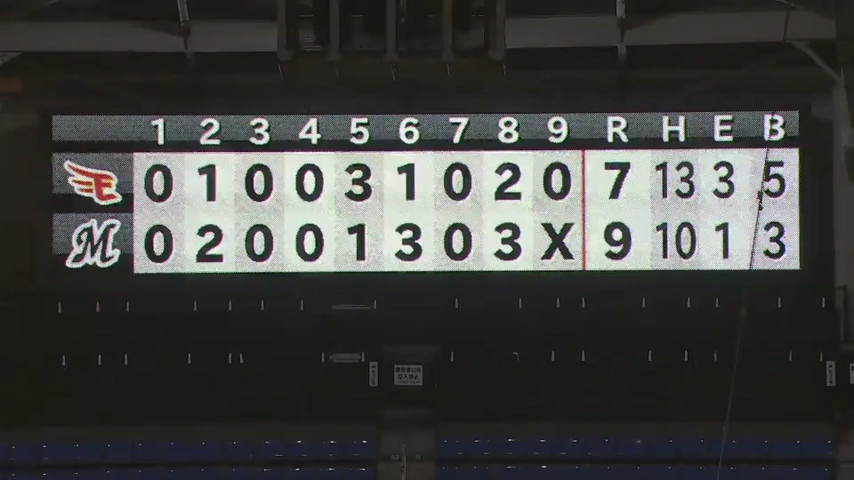 1 2 3 4 5 6 7 8 9 R H E B
E 0 1 0 0 3 1 0 2 0 7 13 3 5
M 0 2 0 0 1 3 0 3 X 9 10 1 3